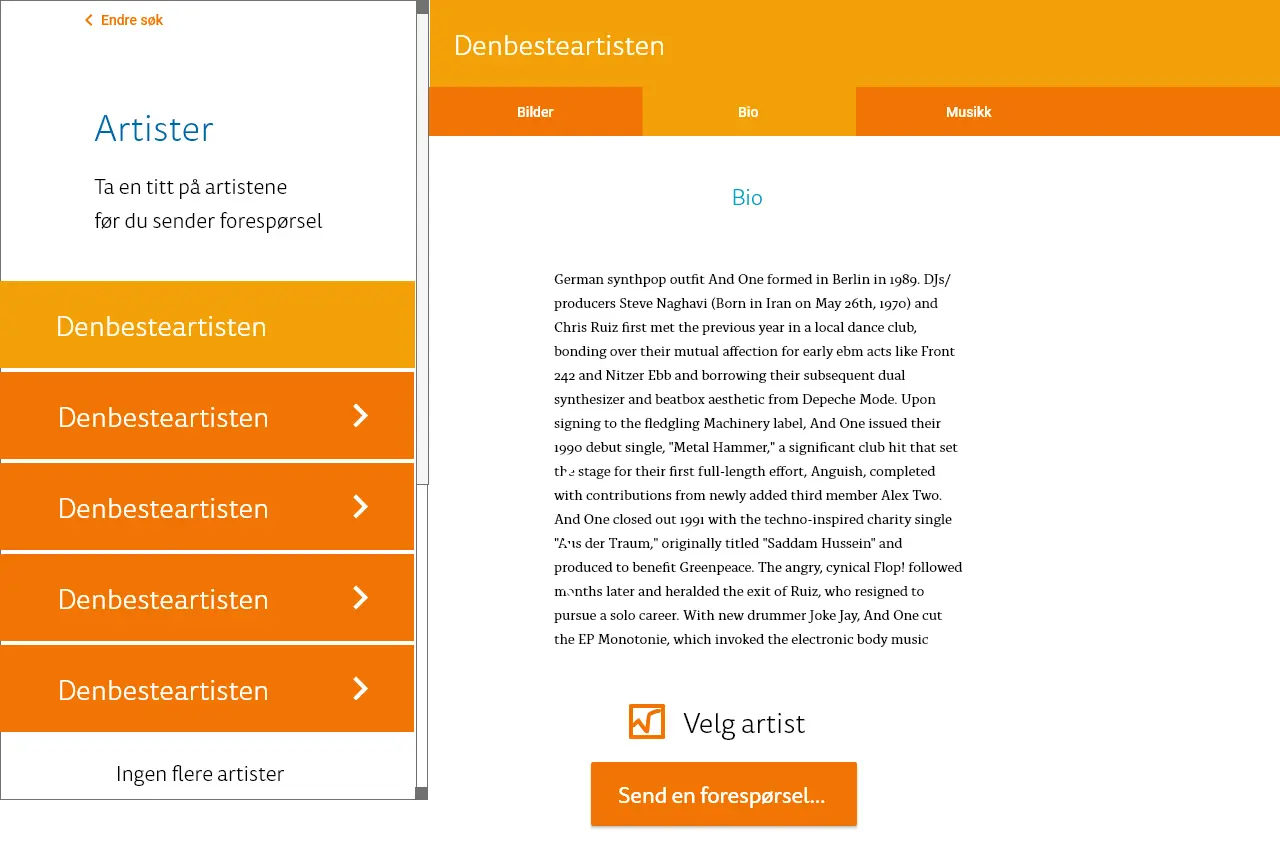 Endre søk
Artister
Ta en titt på artistene
før du sender forespørsel
Denbesteartisten
Denbesteartisten
Denbesteartisten
Denbesteartisten
Denbesteartisten
Ingen flere artister
Denbesteartisten
Bilder
Bio
Musikk
Bio
German synthpop outfit And One formed in Berlin in 1989. DJs/
producers Steve Naghavi (Born in Iran on May 26th, 1970) and
Chris Ruiz first met the previous year in a local dance club,
bonding over their mutual affection for early ebm acts like Front
242 and Nitzer Ebb and borrowing their subsequent dual
synthesizer and beatbox aesthetic from Depeche Mode. Upon
signing to the fledgling Machinery label, And One issued their
1990 debut single, "Metal Hammer," a significant club hit that set
the stage for their first full-length effort, Anguish, completed
with contributions from newly added third member Alex Two.
And One closed out 1991 with the techno-inspired charity single
"Aus der Traum," originally titled "Saddam Hussein" and
produced to benefit Greenpeace. The angry, cynical Flop! followed
months later and heralded the exit of Ruiz, who resigned to
pursue a solo career. With new drummer Joke Jay, And One cut
the EP Monotonie, which invoked the electronic body music
Velg artist
Send en forespørsel...